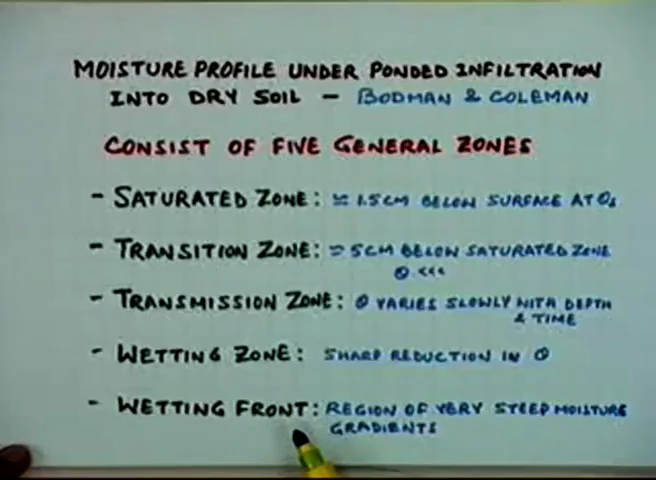 MOISTURE PROFILE UNDER PONDED INFILTRATION
INTO DRY SOIL - BODMAN & COLEMAN
CONSIST OF FIVE GENERAL ZONES
- SATURATED ZONE: ≃ 1.5CM BELOW SURFACE AT θs
- TRANSITION ZONE: ≃ 5CM BELOW SATURATED ZONE
θ <<<
- TRANSMISSION ZONE: θ VARIES SLOWLY WITH DEPTH
& TIME
- WETTING ZONE: SHARP REDUCTION IN θ
- WETTING FRONT: REGION OF VERY STEEP MOISTURE
GRADIENTS